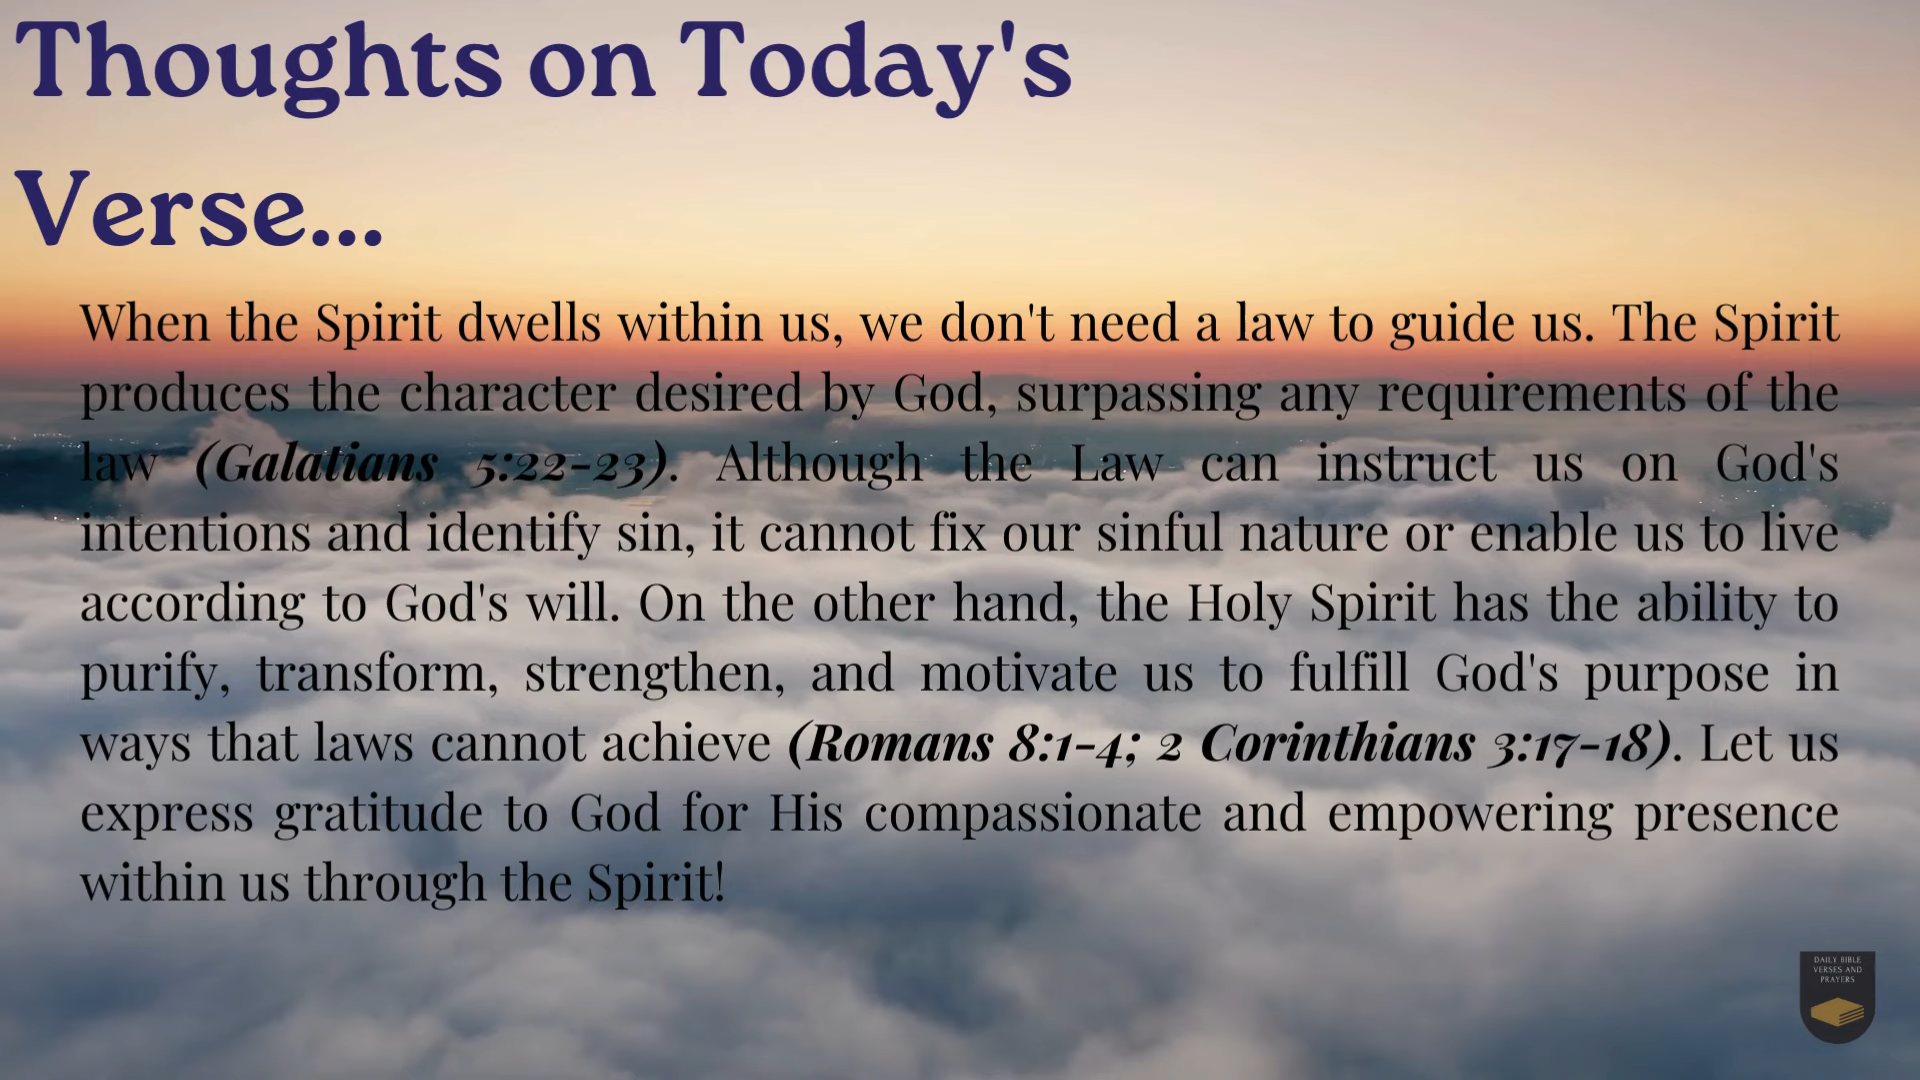 Thoughts on Today's
Verse...
When the Spirit dwells within us, we don't need a law to guide us. The Spirit
produces the character desired by God, surpassing any requirements of the
law (Galatians 5:22-23). Although the Law can instruct us on God's
intentions and identify sin, it cannot fix our sinful nature or enable us to live
according to God's will. On the other hand, the Holy Spirit has the ability to
purify, transform, strengthen, and motivate us to fulfill God's purpose in
ways that laws cannot achieve (Romans 8:1-4; 2 Corinthians 3:17-18). Let us
express gratitude to God for His compassionate and empowering presence
within us through the Spirit!
DAILY BIBLE
VERSES AND
PRAYERS